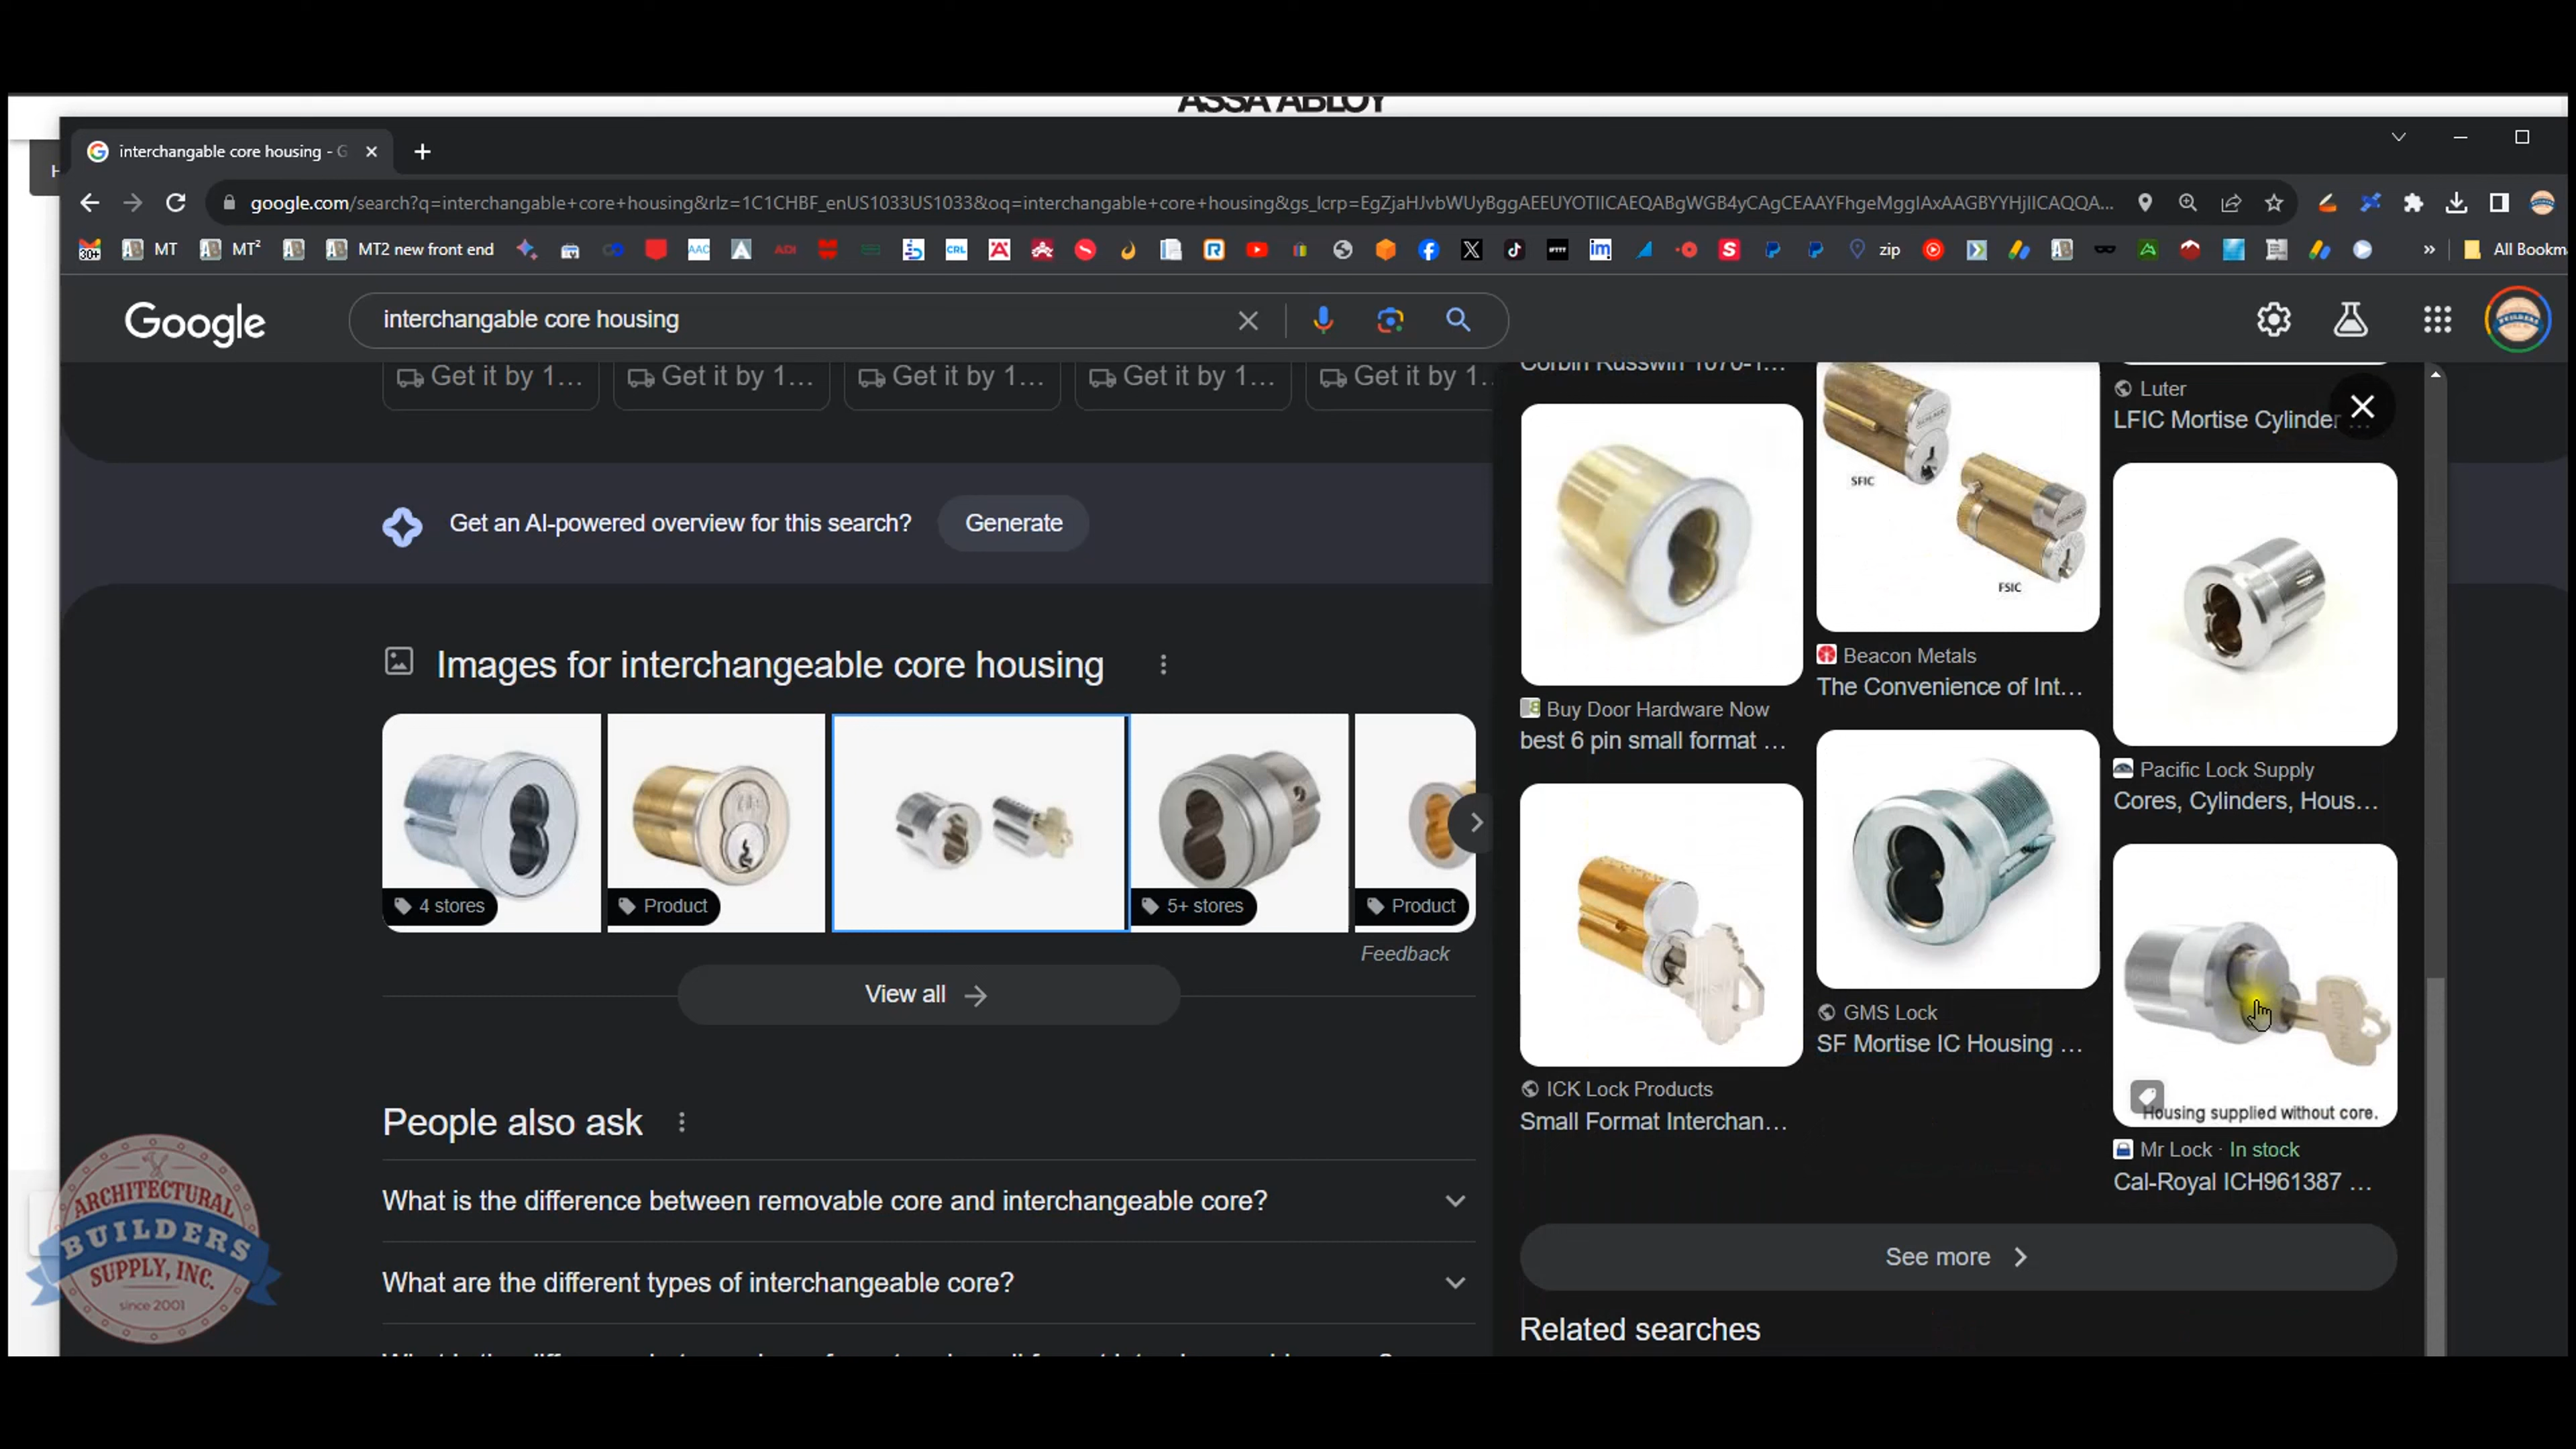 ASSA ABLOY
interchangable core housing - G
google.com/search?q=interchangable+core+housing&rlz=1C1CHBF_enUS1033US1033&oq=interchangable+core+housing&gs_lcrp=EgZjaHJvbWUyBggAEEUYOTIICAEQABgWGB4yCAgCEAAYFhgeMggIAxAAGBYYHjIICAQQA...
30+ MT MT² MT2 new front end AAC ADI CRL zip » All Bookm
Google
interchangable core housing
Get it by 1...
Get it by 1...
Get it by 1...
Get it by 1...
Get it by 1...
Get an AI-powered overview for this search?
Generate
Images for interchangeable core housing
4 stores
Product
5+ stores
Product
Feedback
View all
People also ask
What is the difference between removable core and interchangeable core?
What are the different types of interchangeable core?
Corbin Russwin 1070-1...
Buy Door Hardware Now
best 6 pin small format ...
ICK Lock Products
Small Format Interchan...
SFIC
FSIC
Beacon Metals
The Convenience of Int...
GMS Lock
SF Mortise IC Housing ...
Luter
LFIC Mortise Cylinder ...
Pacific Lock Supply
Cores, Cylinders, Hous...
Housing supplied without core.
Mr Lock · In stock
Cal-Royal ICH961387 ...
See more
Related searches
ARCHITECTURAL
BUILDERS
SUPPLY, INC.
since 2001